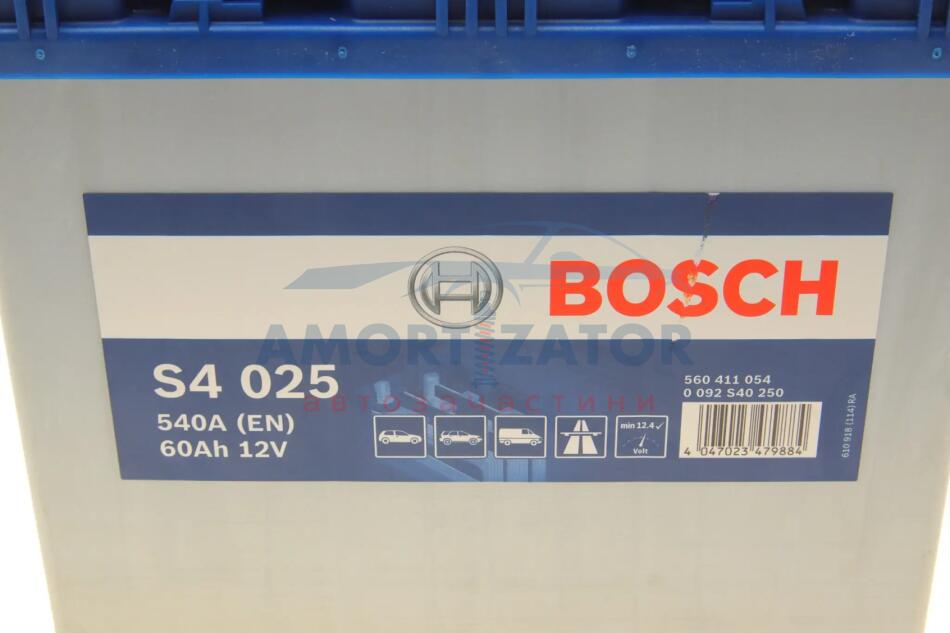 BOSCH
AMORTIZATOR
автозапчастини
S4 025
540A (EN)
60Ah 12V
min 12.4 ✓
Volt
560 411 054
0 092 S40 250
4 047023 479884
610 918 (114) RA